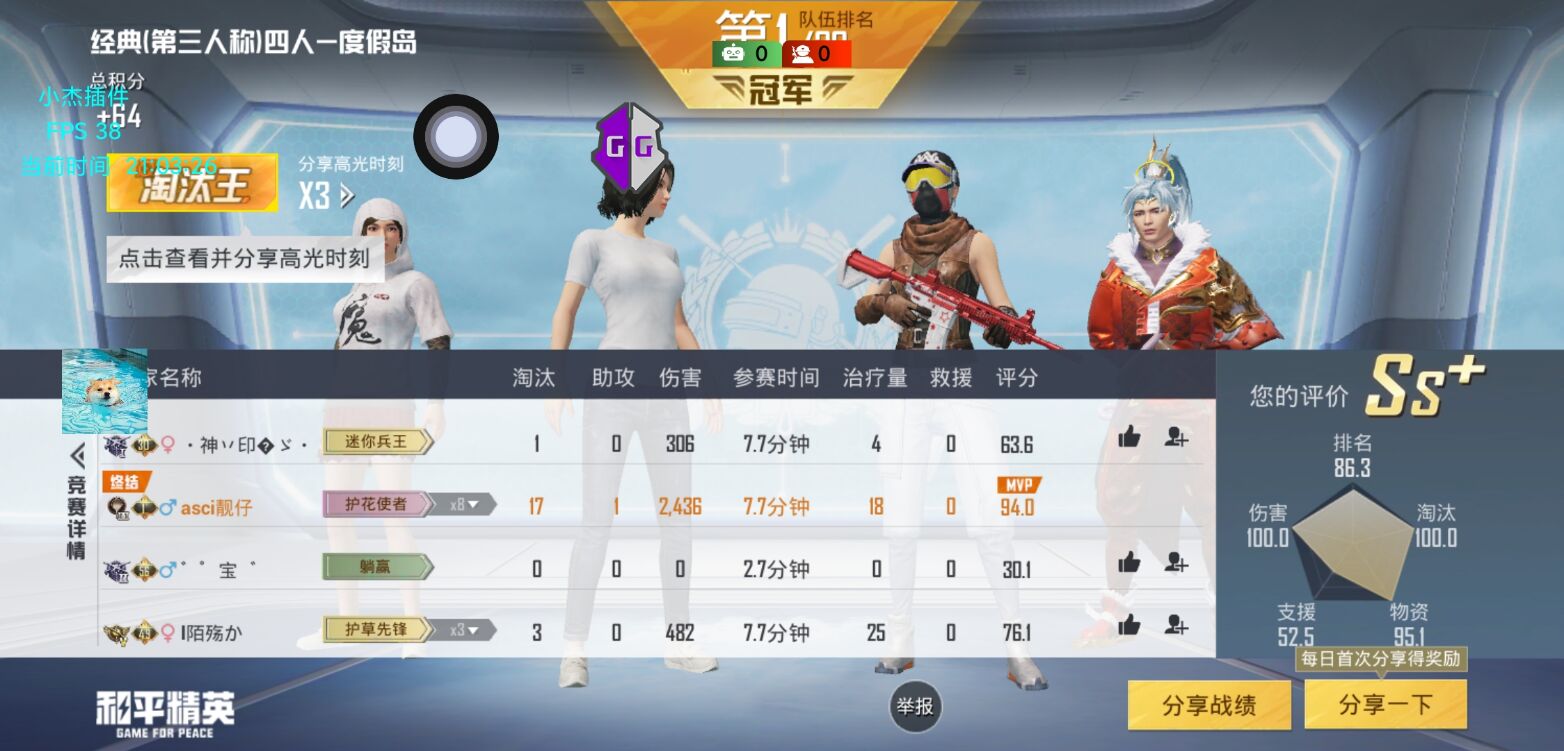 经典(第三人称)四人-度假岛
第1
队伍排名
0 0
冠军
总积分
+64
小杰插件
FPS 38
当前时间 21:03:26
淘汰王
分享高光时刻
X3
点击查看并分享高光时刻
GG
魔
家名称 淘汰 助攻 伤害 参赛时间 治疗量 救援 评分
30 迷你兵王 1 0 306 7.7分钟 4 0 63.6
终结
MVP
asci靓仔 护花使者 x8 17 1 2,436 7.7分钟 18 0 94.0
56 ゜゜宝゛ 躺赢 0 0 0 2.7分钟 0 0 30.1
49 I陌殇か 护草先锋 x3 3 0 482 7.7分钟 25 0 76.1
竞赛详情
您的评价 SS+
排名
86.3
伤害
100.0
淘汰
100.0
支援
52.5
物资
95.1
每日首次分享得奖励
和平精英
GAME FOR PEACE
举报
分享战绩
分享一下